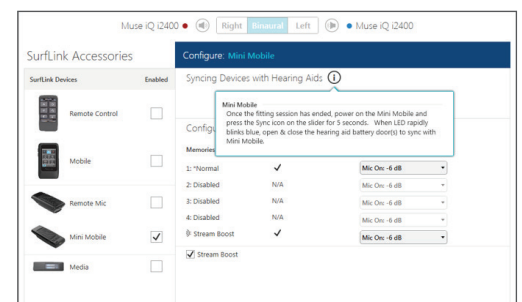 Muse iQ i2400 Right Binaural Left Muse iQ i2400
SurfLink Accessories
SurfLink Devices Enabled
Remote Control
Mobile
Remote Mic
Mini Mobile
Media
Configure: Mini Mobile
Syncing Devices with Hearing Aids
Mini Mobile
Once the fitting session has ended, power on the Mini Mobile and
press the Sync icon on the slider for 5 seconds. When LED rapidly
blinks blue, open & close the hearing aid battery door(s) to sync with
Mini Mobile.
Configu
Memories
1: *Normal Mic On: -6 dB
2: Disabled N/A Mic On: -6 dB
3: Disabled N/A Mic On: -6 dB
4: Disabled N/A Mic On: -6 dB
Stream Boost Mic On: -6 dB
Stream Boost